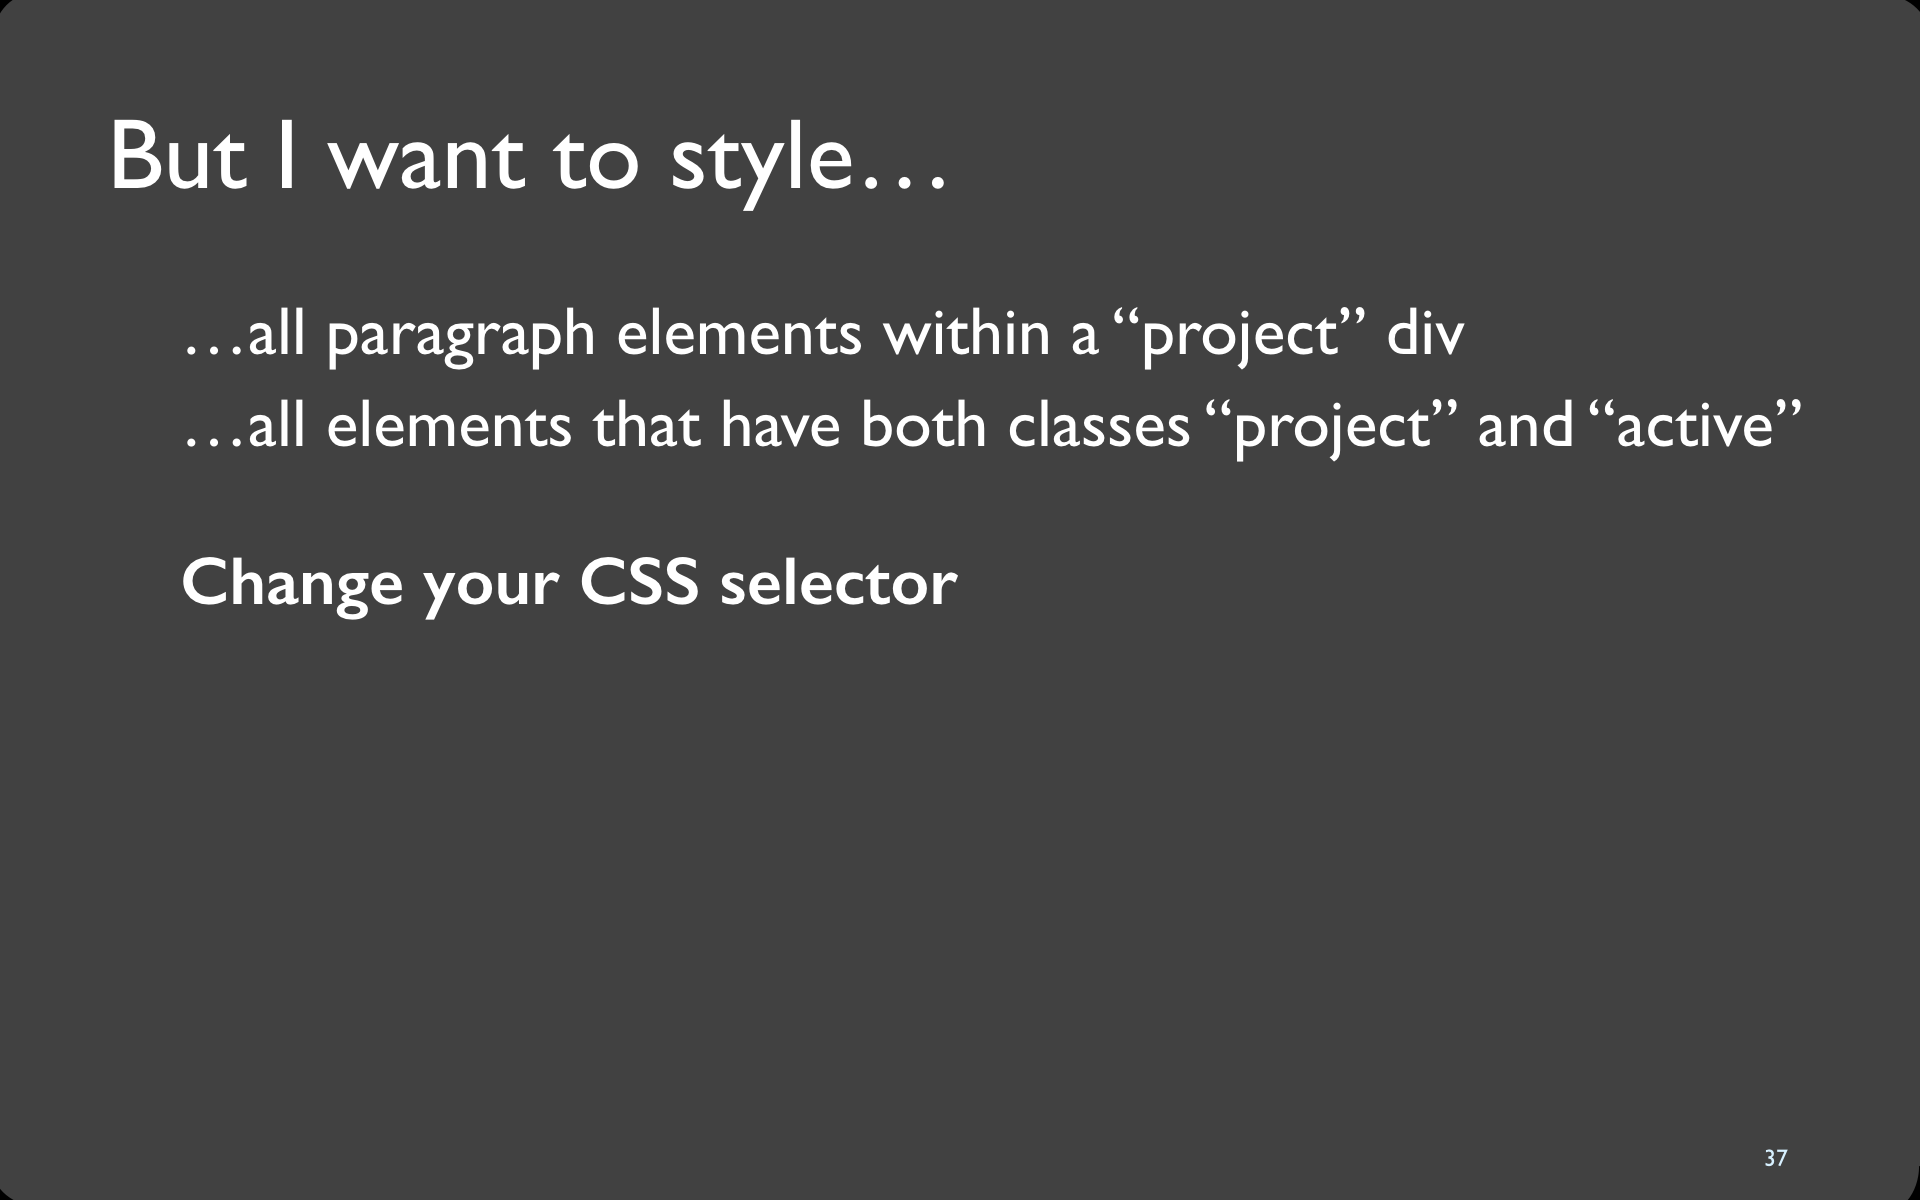 But I want to style…
…all paragraph elements within a “project” div
…all elements that have both classes “project” and “active”
Change your CSS selector
37